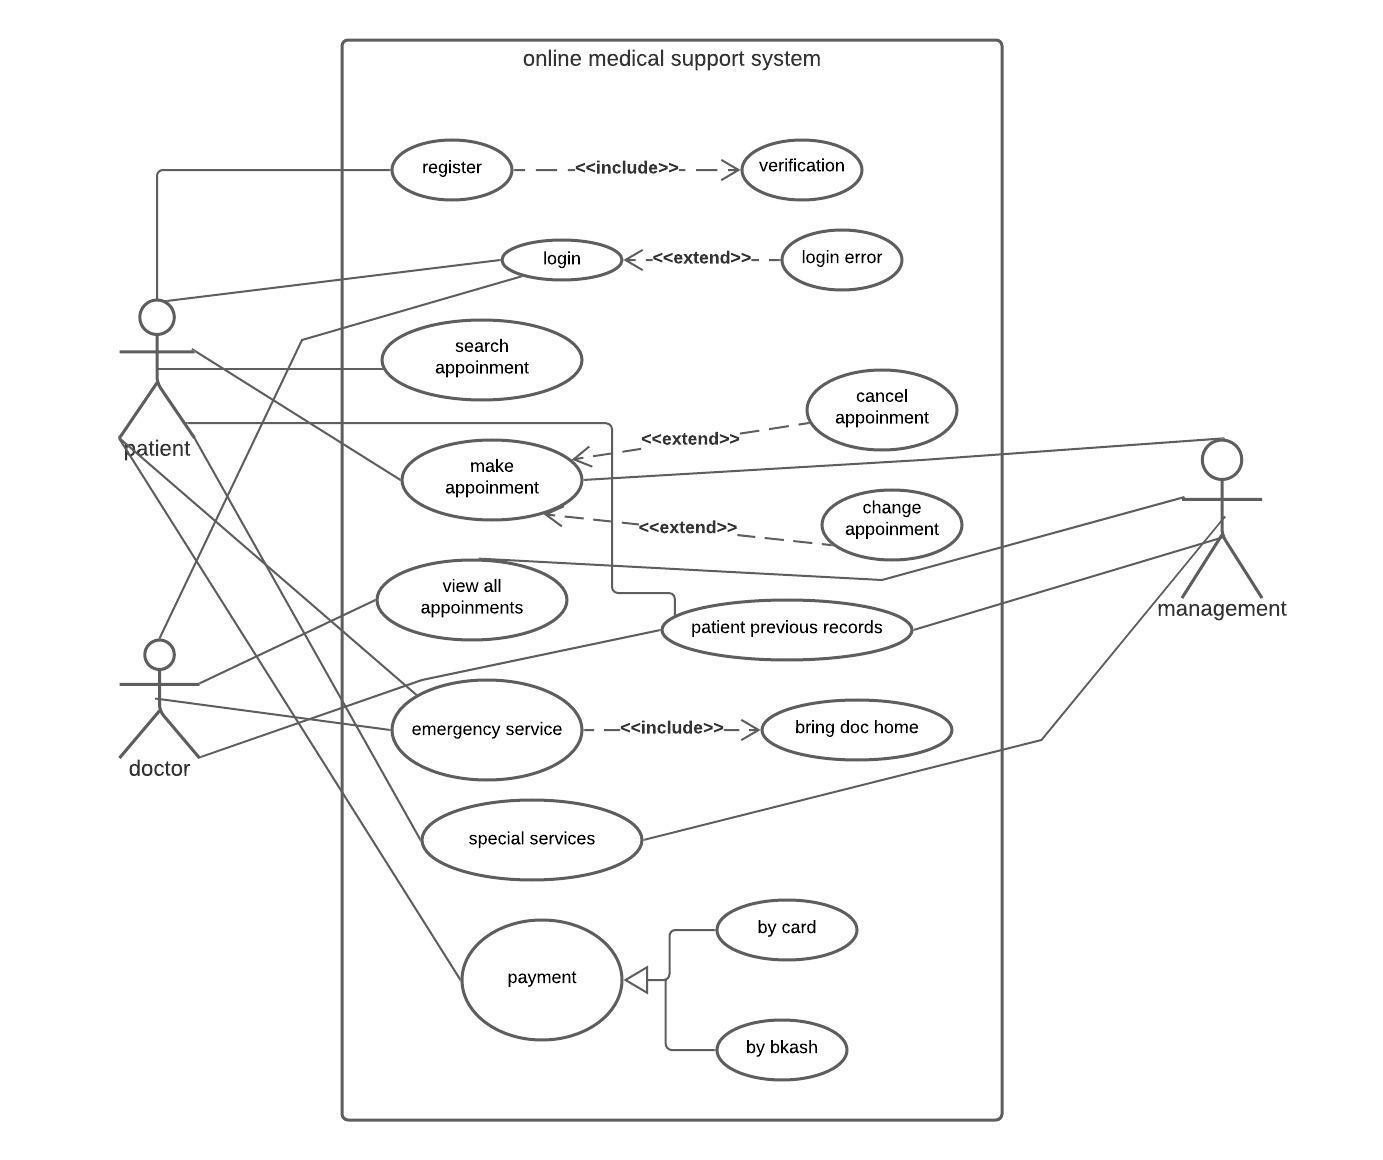 online medical support system
register
<<include>>
verification
login
<<extend>>
login error
search
appoinment
cancel
appoinment
<<extend>>
make
appoinment
change
appoinment
<<extend>>
patient
view all
appoinments
patient previous records
management
emergency service
<<include>>
bring doc home
doctor
special services
by card
payment
by bkash